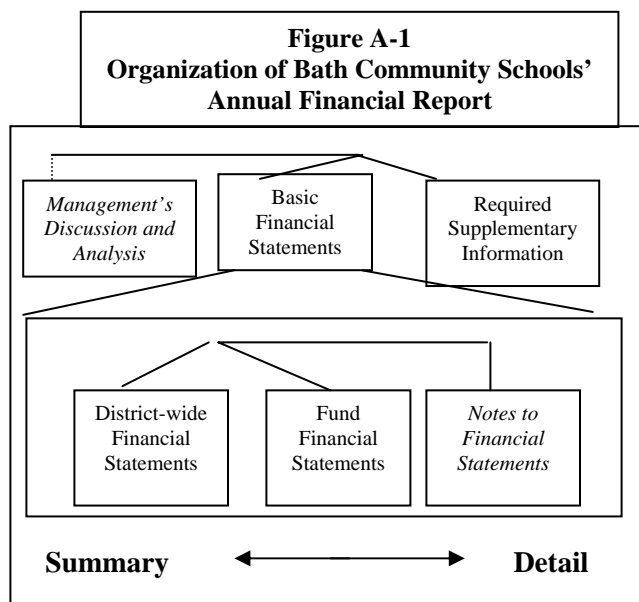 Figure A-1
Organization of Bath Community Schools’
Annual Financial Report
Management’s
Discussion and
Analysis
Basic
Financial
Statements
Required
Supplementary
Information
District-wide
Financial
Statements
Fund
Financial
Statements
Notes to
Financial
Statements
Summary
Detail